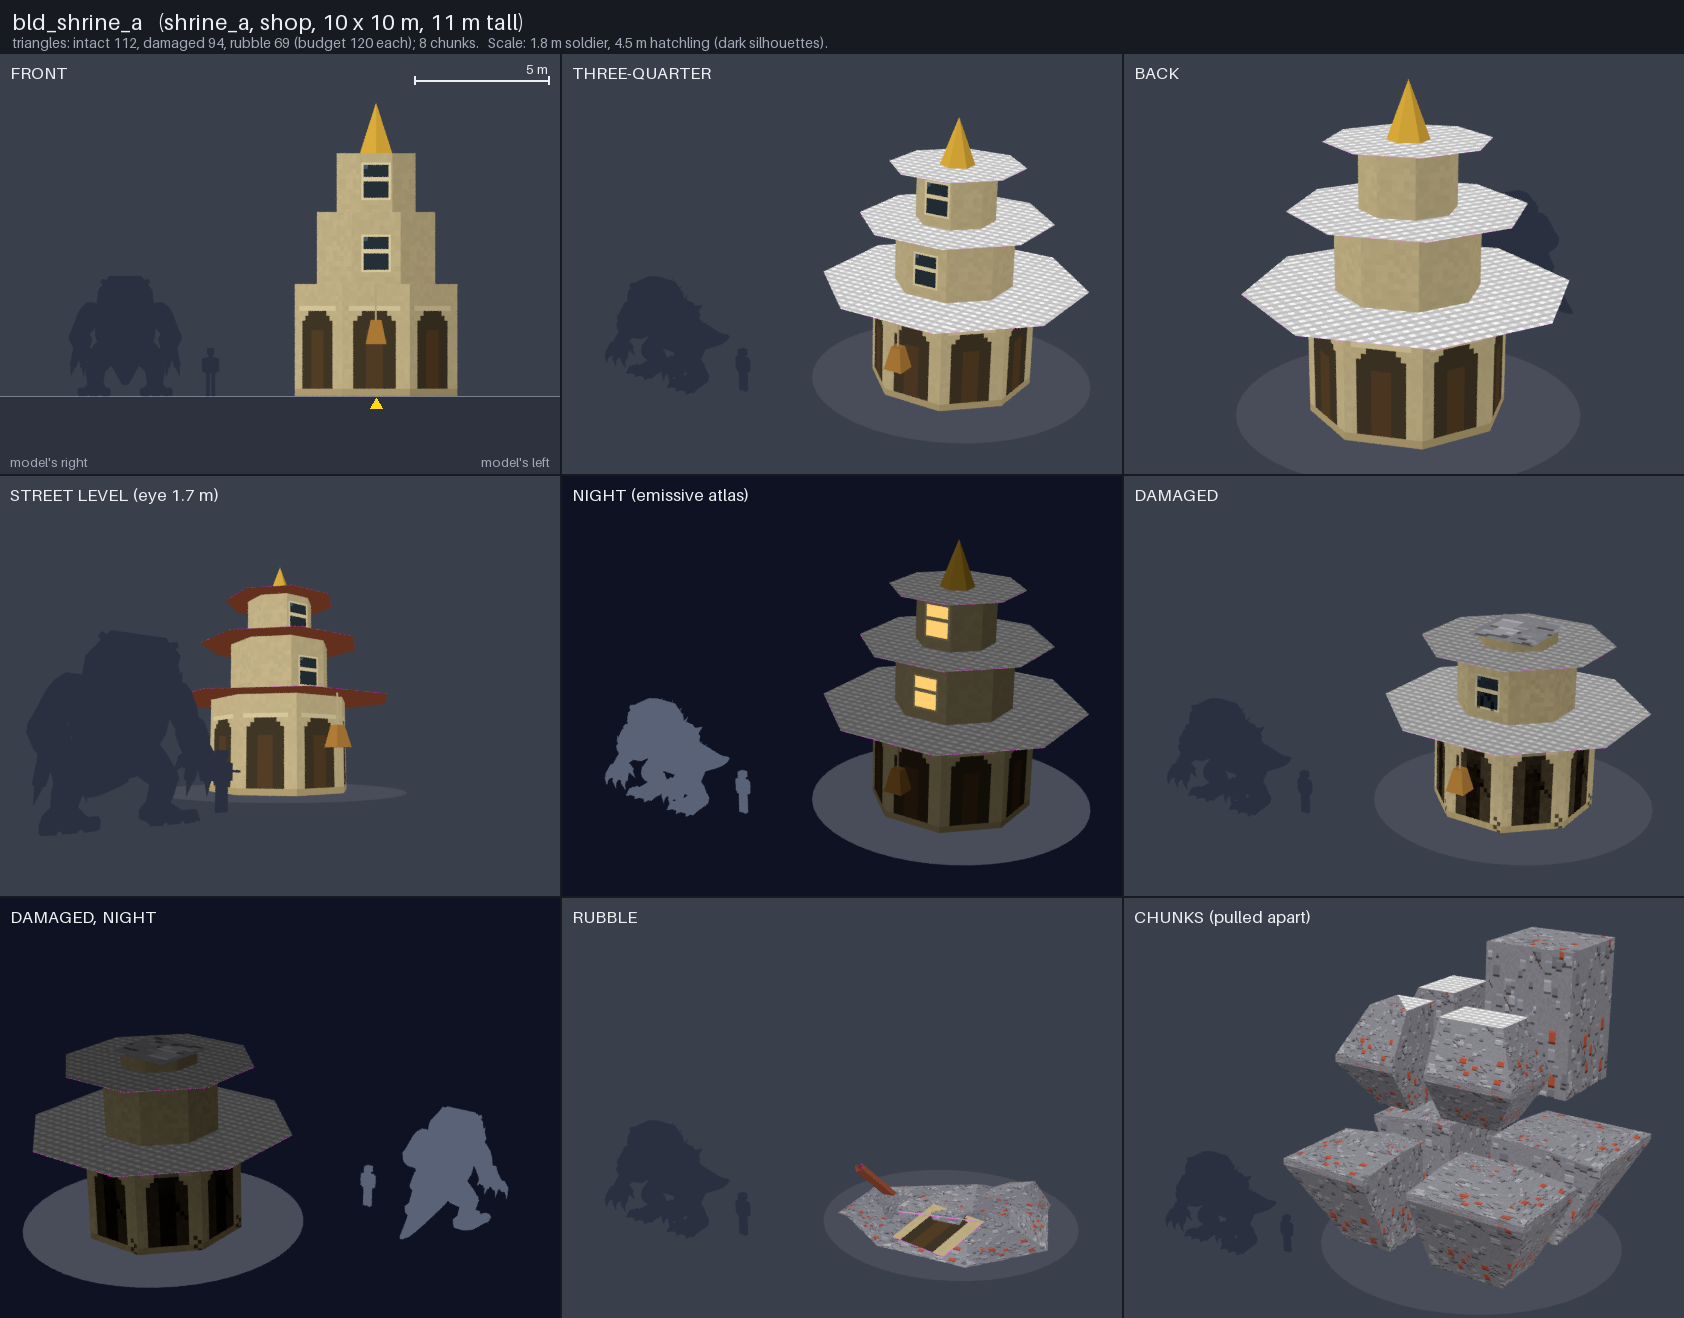 bld_shrine_a (shrine_a, shop, 10 x 10 m, 11 m tall)
triangles: intact 112, damaged 94, rubble 69 (budget 120 each); 8 chunks. Scale: 1.8 m soldier, 4.5 m hatchling (dark silhouettes).
FRONT
5 m
model's right
model's left
THREE-QUARTER
BACK
STREET LEVEL (eye 1.7 m)
NIGHT (emissive atlas)
DAMAGED
DAMAGED, NIGHT
RUBBLE
CHUNKS (pulled apart)